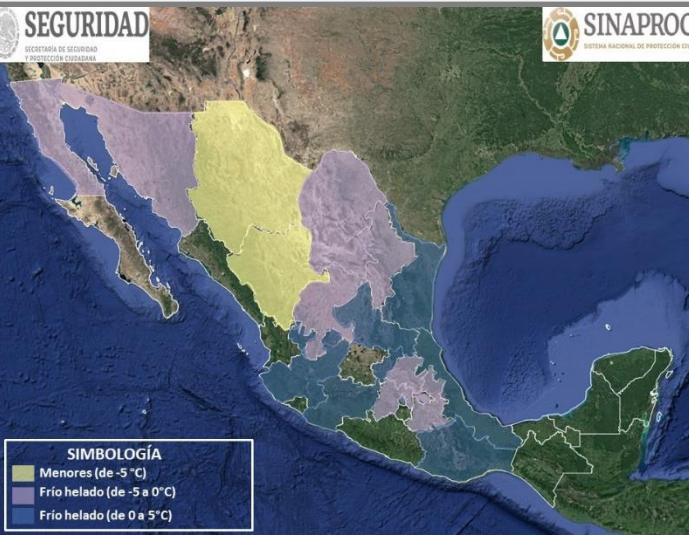 SEGURIDAD
SECRETARÍA DE SEGURIDAD
Y PROTECCIÓN CIUDADANA
SINAPROC
SISTEMA NACIONAL DE PROTECCIÓN
SIMBOLOGÍA
Menores (de -5 °C)
Frío helado (de -5 a 0°C)
Frío helado (de 0 a 5°C)